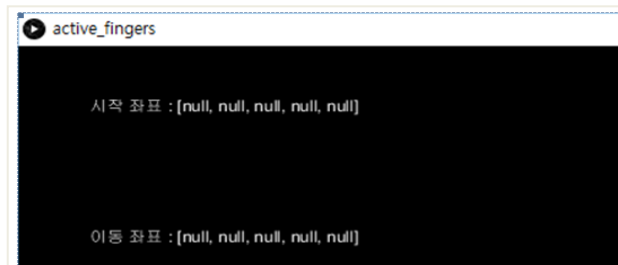 active_fingers
시작 좌표 : [null, null, null, null, null]
이동 좌표 : [null, null, null, null, null]